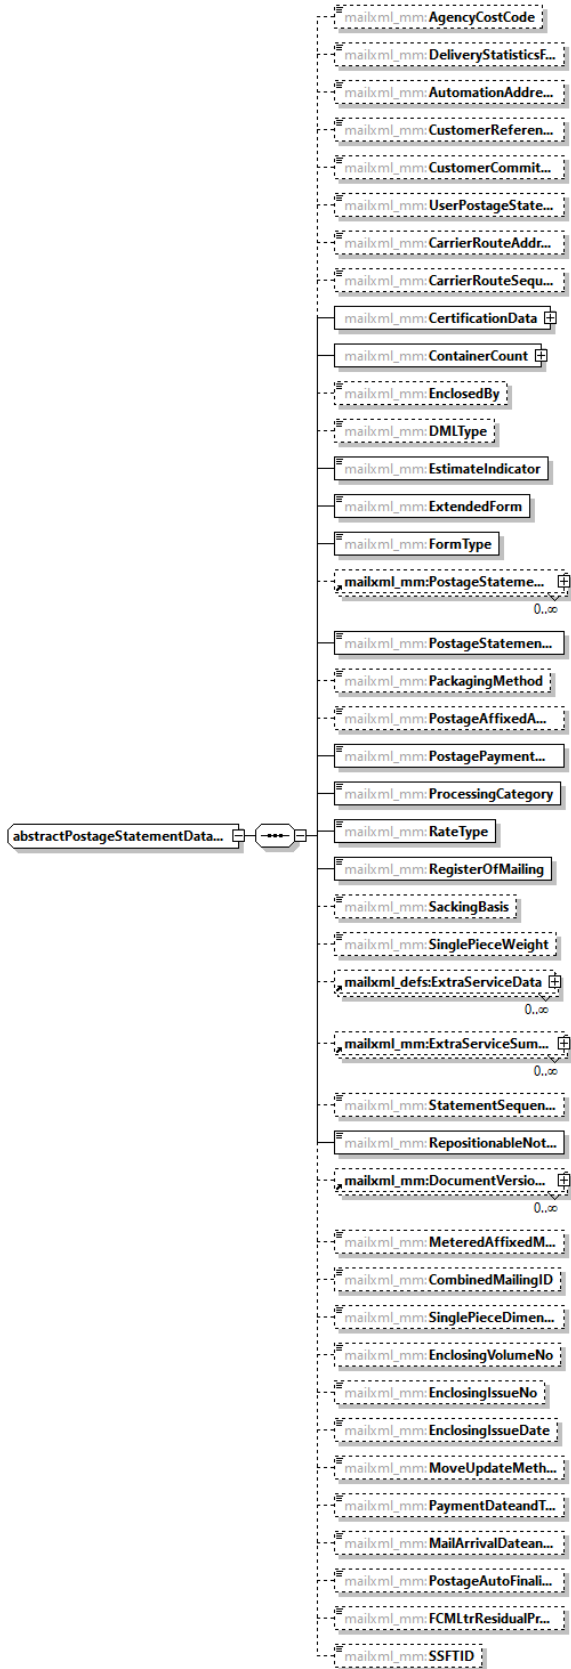 mailxml_mm:AgencyCostCode
mailxml_mm:DeliveryStatisticsF...
mailxml_mm:AutomationAddre...
mailxml_mm:CustomerReferen...
mailxml_mm:CustomerCommit...
mailxml_mm:UserPostageState...
mailxml_mm:CarrierRouteAddr...
mailxml_mm:CarrierRouteSequ...
mailxml_mm:CertificationData
mailxml_mm:ContainerCount
mailxml_mm:EnclosedBy
mailxml_mm:DMLType
mailxml_mm:EstimateIndicator
mailxml_mm:ExtendedForm
mailxml_mm:FormType
mailxml_mm:PostageStateme...
0..∞
mailxml_mm:PostageStatemen...
mailxml_mm:PackagingMethod
mailxml_mm:PostageAffixedA...
mailxml_mm:PostagePayment...
mailxml_mm:ProcessingCategory
abstractPostageStatementData...
mailxml_mm:RateType
mailxml_mm:RegisterOfMailing
mailxml_mm:SackingBasis
mailxml_mm:SinglePieceWeight
mailxml_defs:ExtraServiceData
0..∞
mailxml_mm:ExtraServiceSum...
0..∞
mailxml_mm:StatementSequen...
mailxml_mm:RepositionableNot...
mailxml_mm:DocumentVersio...
0..∞
mailxml_mm:MeteredAffixedM...
mailxml_mm:CombinedMailingID
mailxml_mm:SinglePieceDimen...
mailxml_mm:EnclosingVolumeNo
mailxml_mm:EnclosingIssueNo
mailxml_mm:EnclosingIssueDate
mailxml_mm:MoveUpdateMeth...
mailxml_mm:PaymentDateandT...
mailxml_mm:MailArrivalDatean...
mailxml_mm:PostageAutoFinali...
mailxml_mm:FCMLtrResidualPr...
mailxml_mm:SSFTID